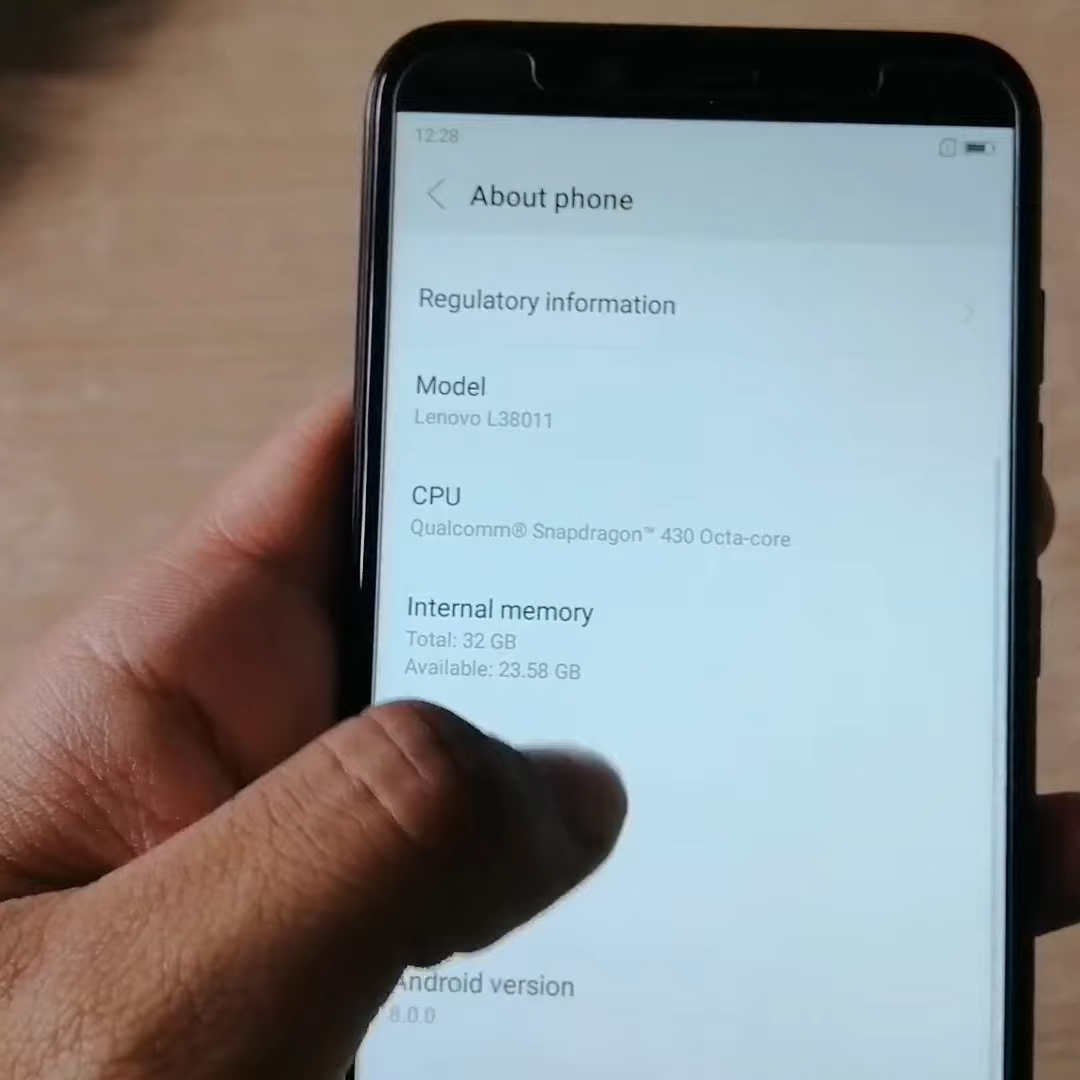 12:28
About phone
Regulatory information
Model
Lenovo L38011
CPU
Qualcomm® Snapdragon™ 430 Octa-core
Internal memory
Total: 32 GB
Available: 23.58 GB
Android version
8.0.0